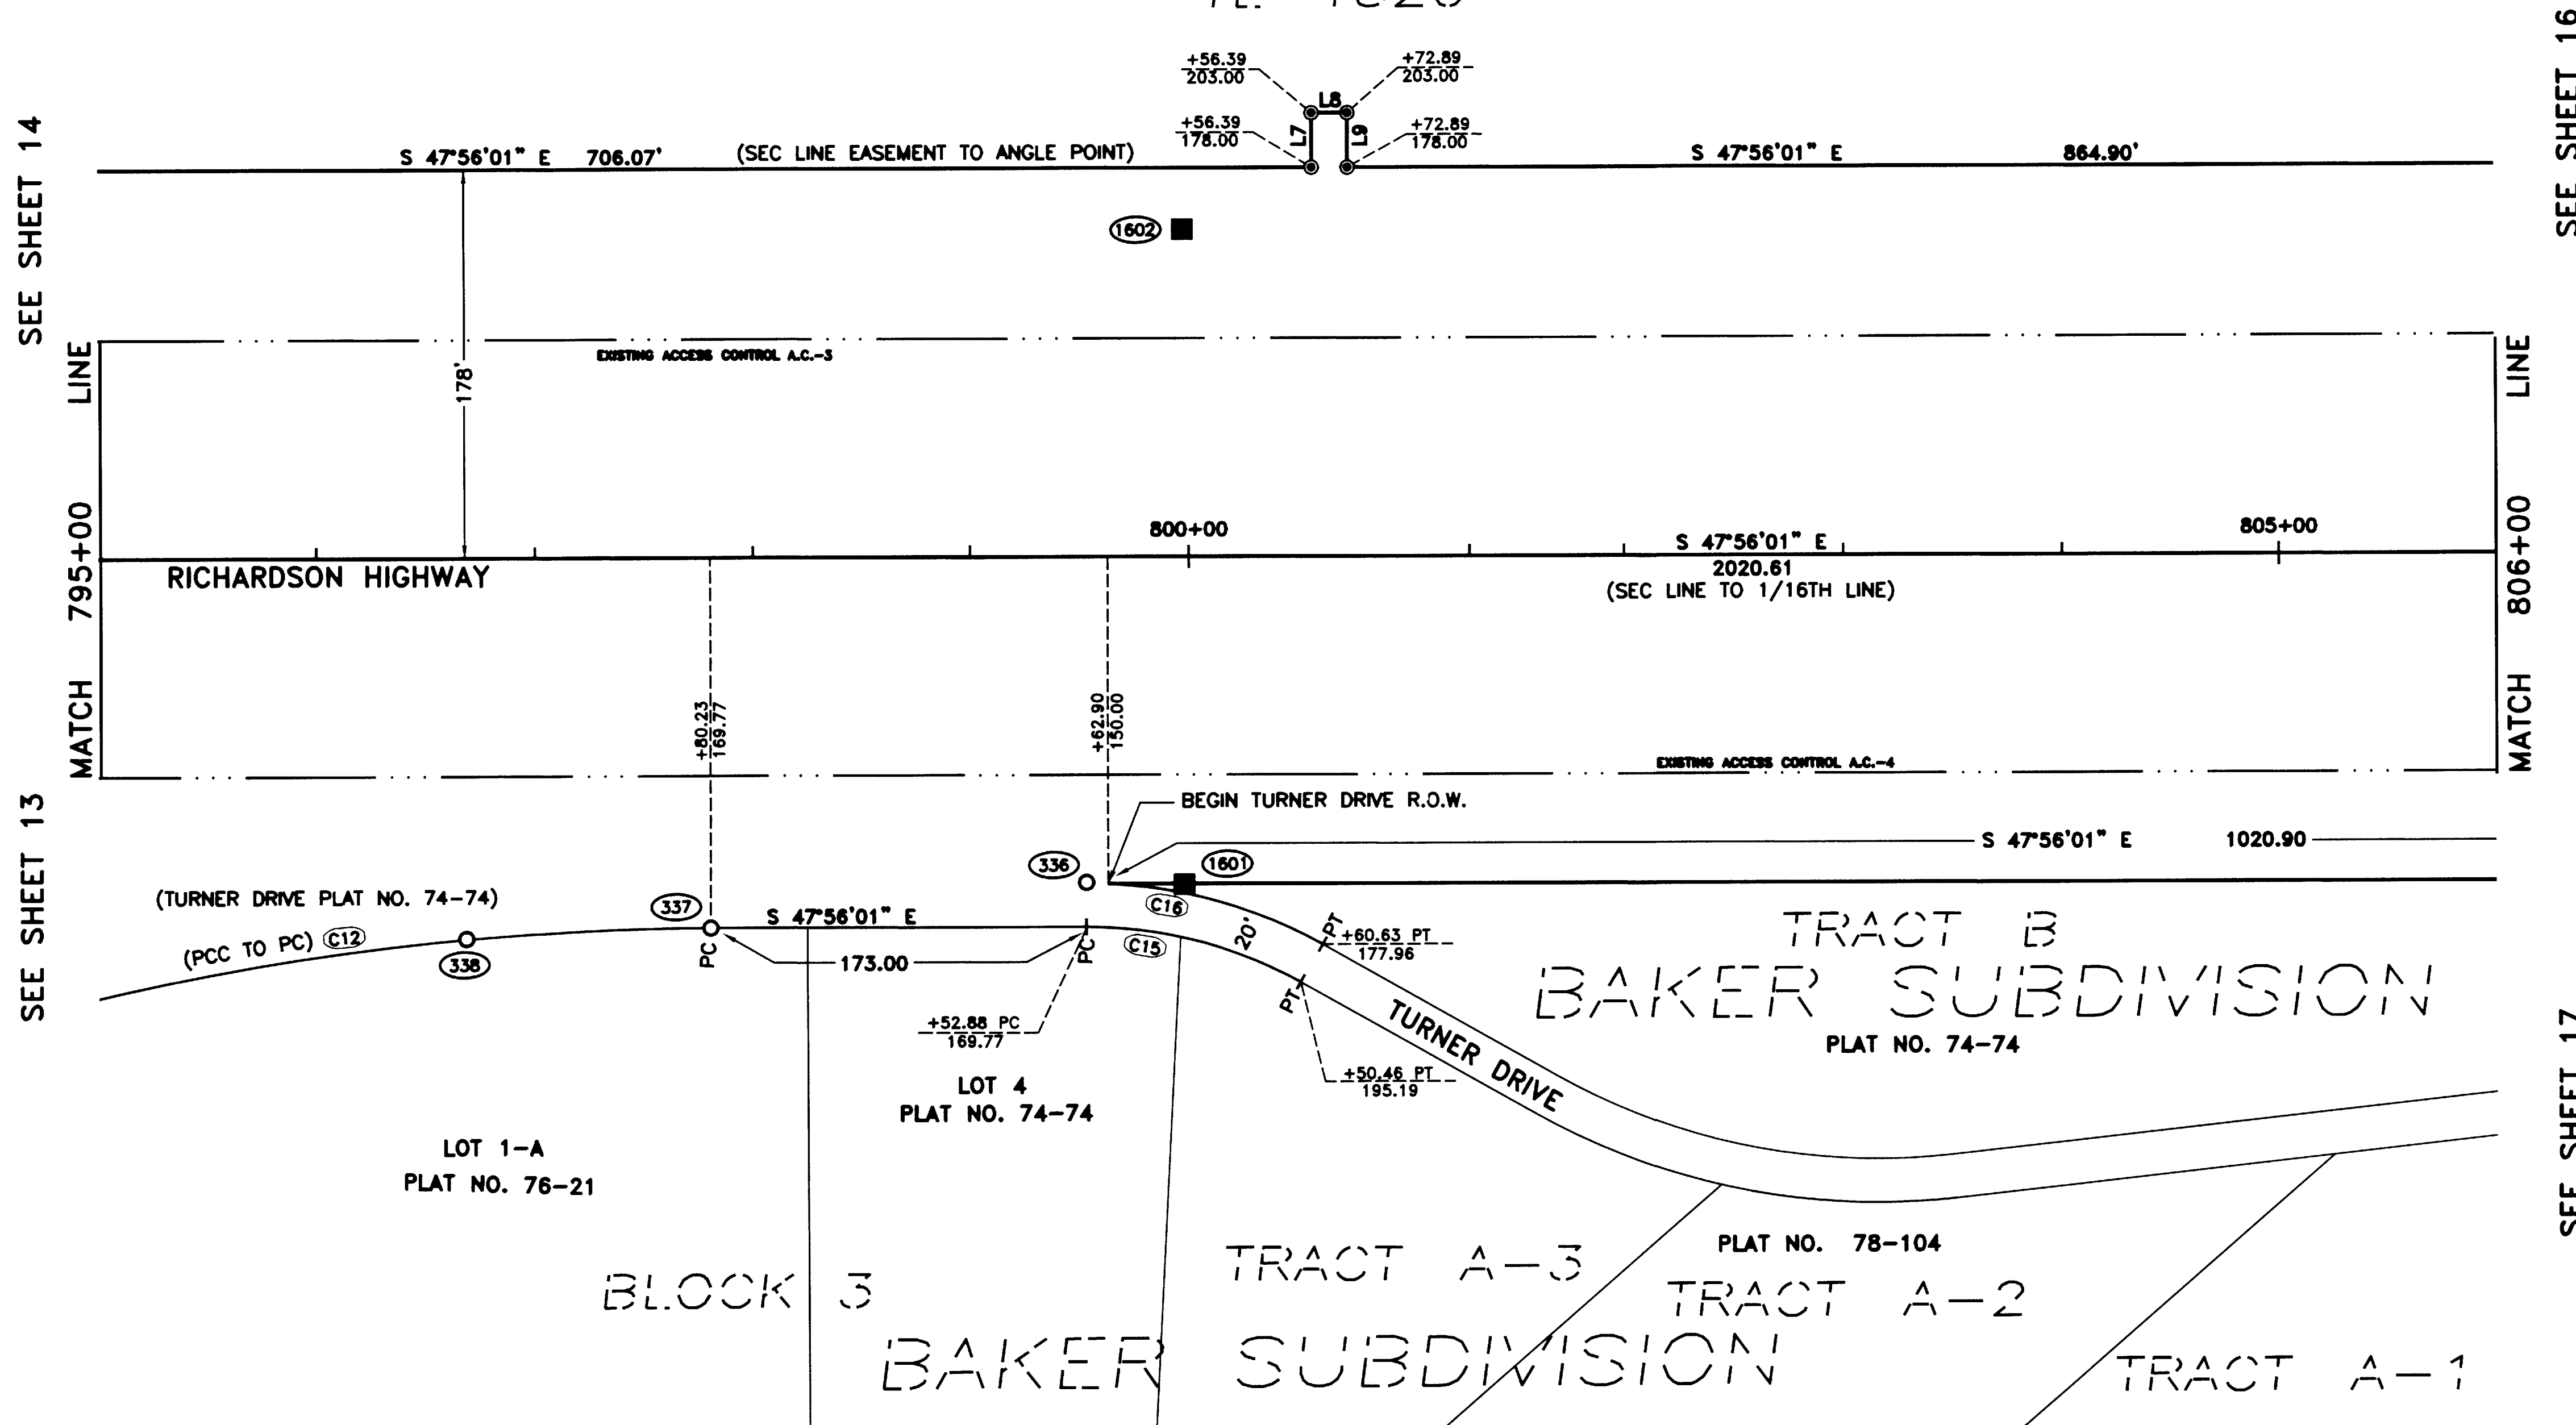 SEE SHEET 14
SEE SHEET 16
+56.39
203.00
+72.89
203.00
L8
L7
L9
+56.39
178.00
+72.89
178.00
S 47°56'01" E 706.07' (SEC LINE EASEMENT TO ANGLE POINT)
S 47°56'01" E 864.90'
1602
EXISTING ACCESS CONTROL A.C.-3
178'
MATCH 795+00 LINE
MATCH 806+00 LINE
800+00
805+00
S 47°56'01" E
2020.61
(SEC LINE TO 1/16TH LINE)
RICHARDSON HIGHWAY
+80.23
169.77
+62.90
150.00
EXISTING ACCESS CONTROL A.C.-4
BEGIN TURNER DRIVE R.O.W.
S 47°56'01" E 1020.90
SEE SHEET 13
336
1601
(TURNER DRIVE PLAT NO. 74-74)
(PCC TO PC) C12
338
337
PC
S 47°56'01" E
173.00
PC
C16
C15
20'
PT
+60.63 PT
177.96
PT
+52.88 PC
169.77
+50.46 PT
195.19
TURNER DRIVE
TRACT B
BAKER SUBDIVISION
PLAT NO. 74-74
LOT 4
PLAT NO. 74-74
LOT 1-A
PLAT NO. 76-21
SEE SHEET 17
BLOCK 3
BAKER SUBDIVISION
TRACT A-3
PLAT NO. 78-104
TRACT A-2
TRACT A-1